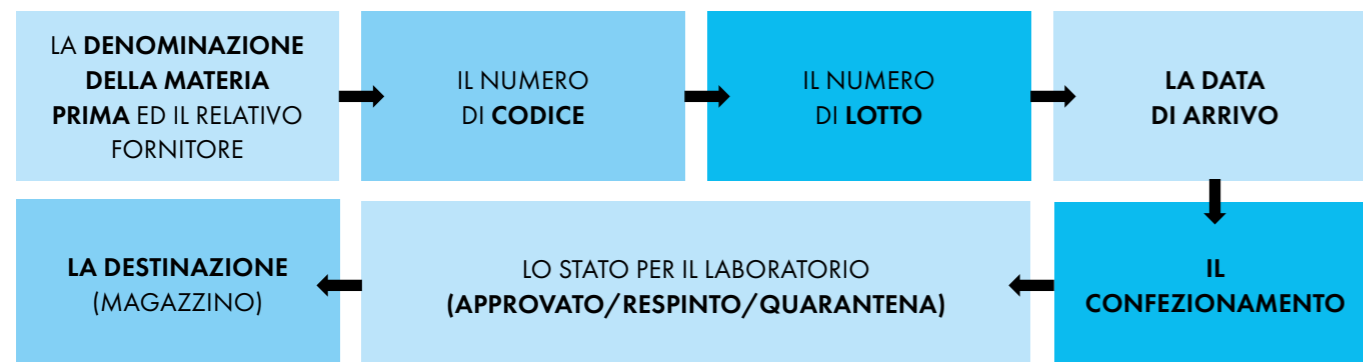 LA DENOMINAZIONE
DELLA MATERIA
PRIMA ED IL RELATIVO
FORNITORE
IL NUMERO
DI CODICE
IL NUMERO
DI LOTTO
LA DATA
DI ARRIVO
IL
CONFEZIONAMENTO
LO STATO PER IL LABORATORIO
(APPROVATO/RESPINTO/QUARANTENA)
LA DESTINAZIONE
(MAGAZZINO)